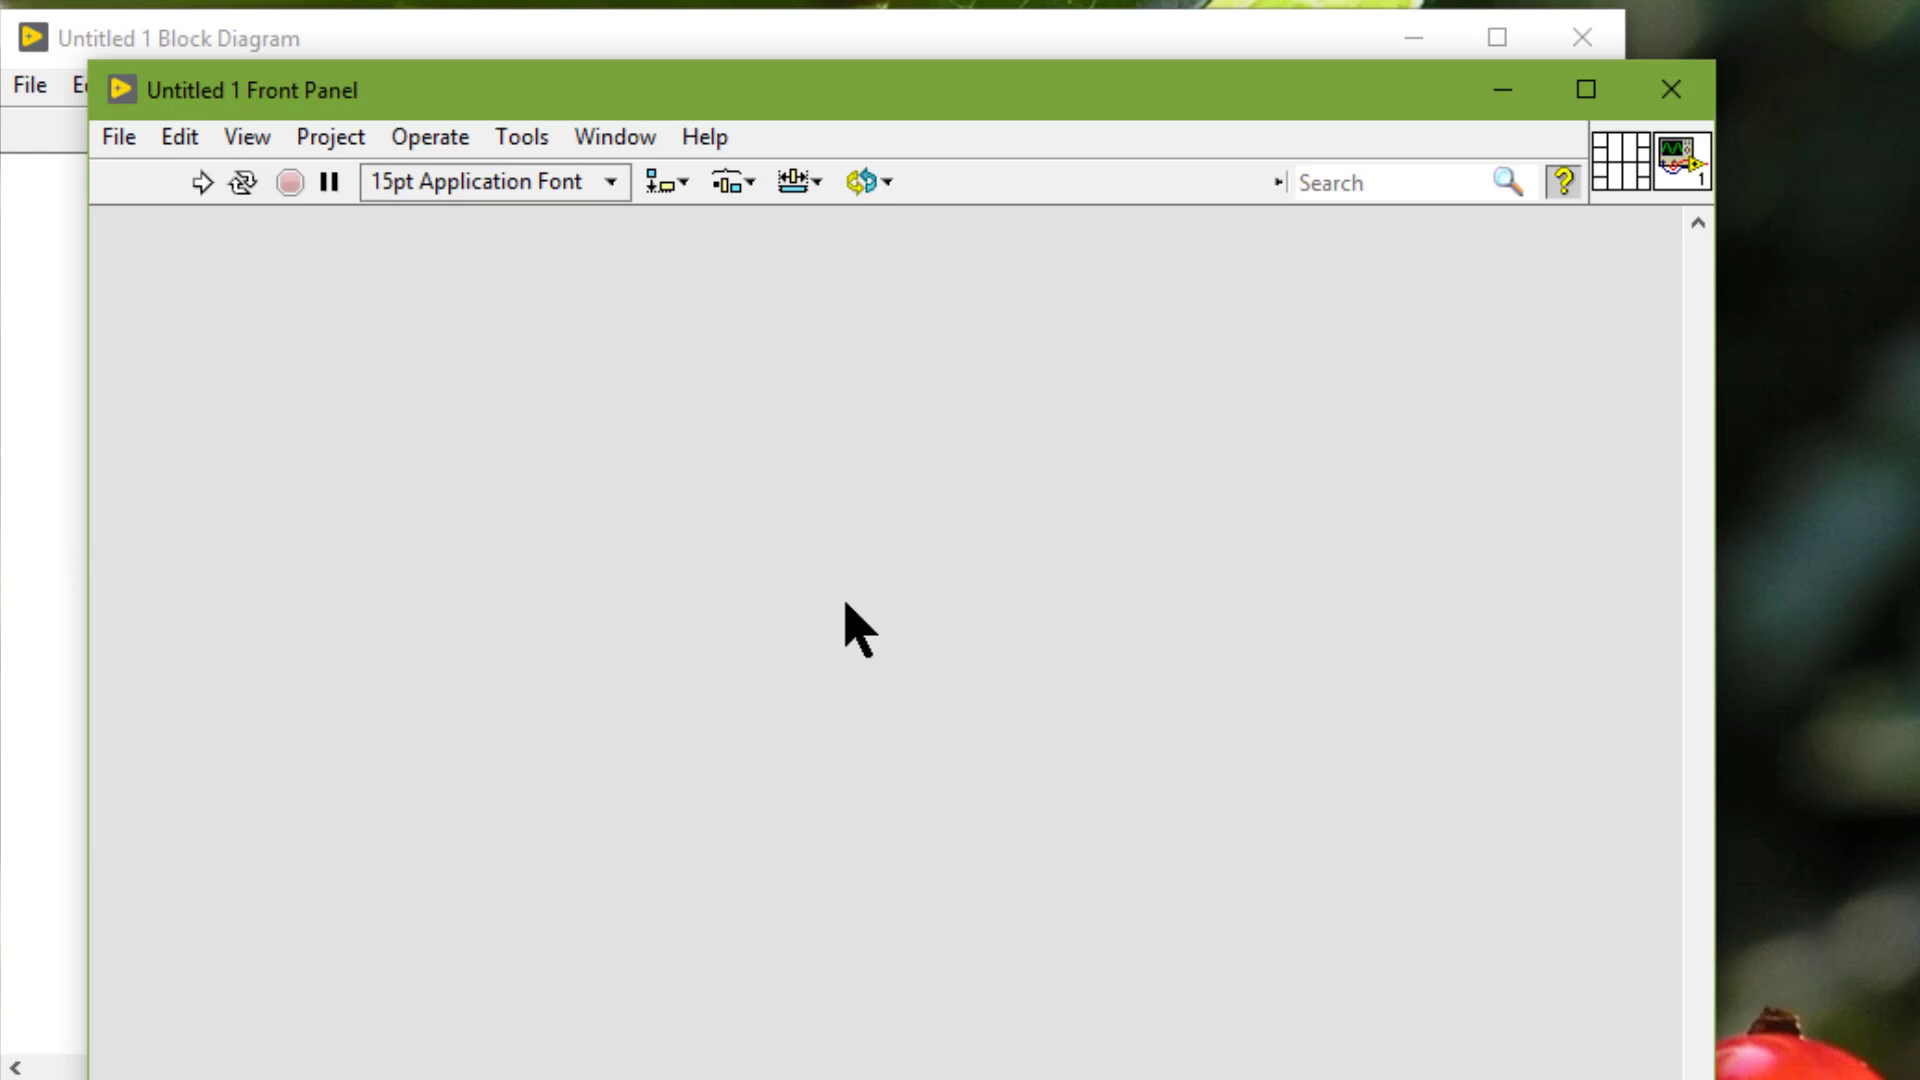 Untitled 1 Block Diagram
File
Untitled 1 Front Panel
File Edit View Project Operate Tools Window Help
15pt Application Font
Search
?
1